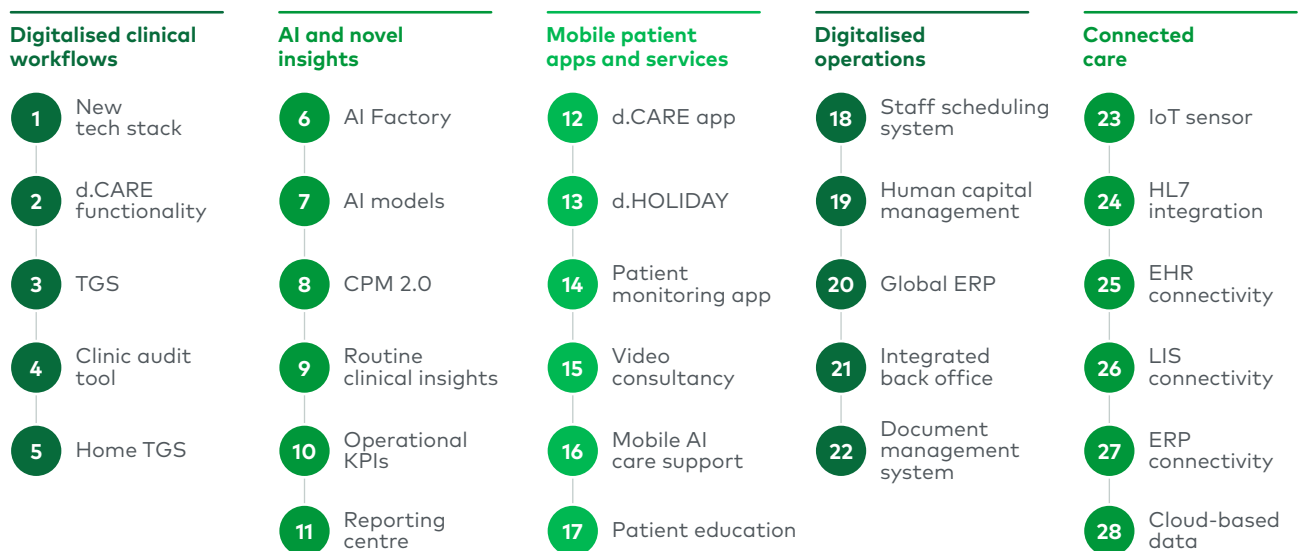 Digitalised clinical
workflows
1
New
tech stack
2
d.CARE
functionality
3
TGS
4
Clinic audit
tool
5
Home TGS
AI and novel
insights
6
AI Factory
7
AI models
8
CPM 2.0
9
Routine
clinical insights
10
Operational
KPIs
11
Reporting
centre
Mobile patient
apps and services
12
d.CARE app
13
d.HOLIDAY
14
Patient
monitoring app
15
Video
consultancy
16
Mobile AI
care support
17
Patient education
Digitalised
operations
18
Staff scheduling
system
19
Human capital
management
20
Global ERP
21
Integrated
back office
22
Document
management
system
Connected
care
23
IoT sensor
24
HL7
integration
25
EHR
connectivity
26
LIS
connectivity
27
ERP
connectivity
28
Cloud-based
data